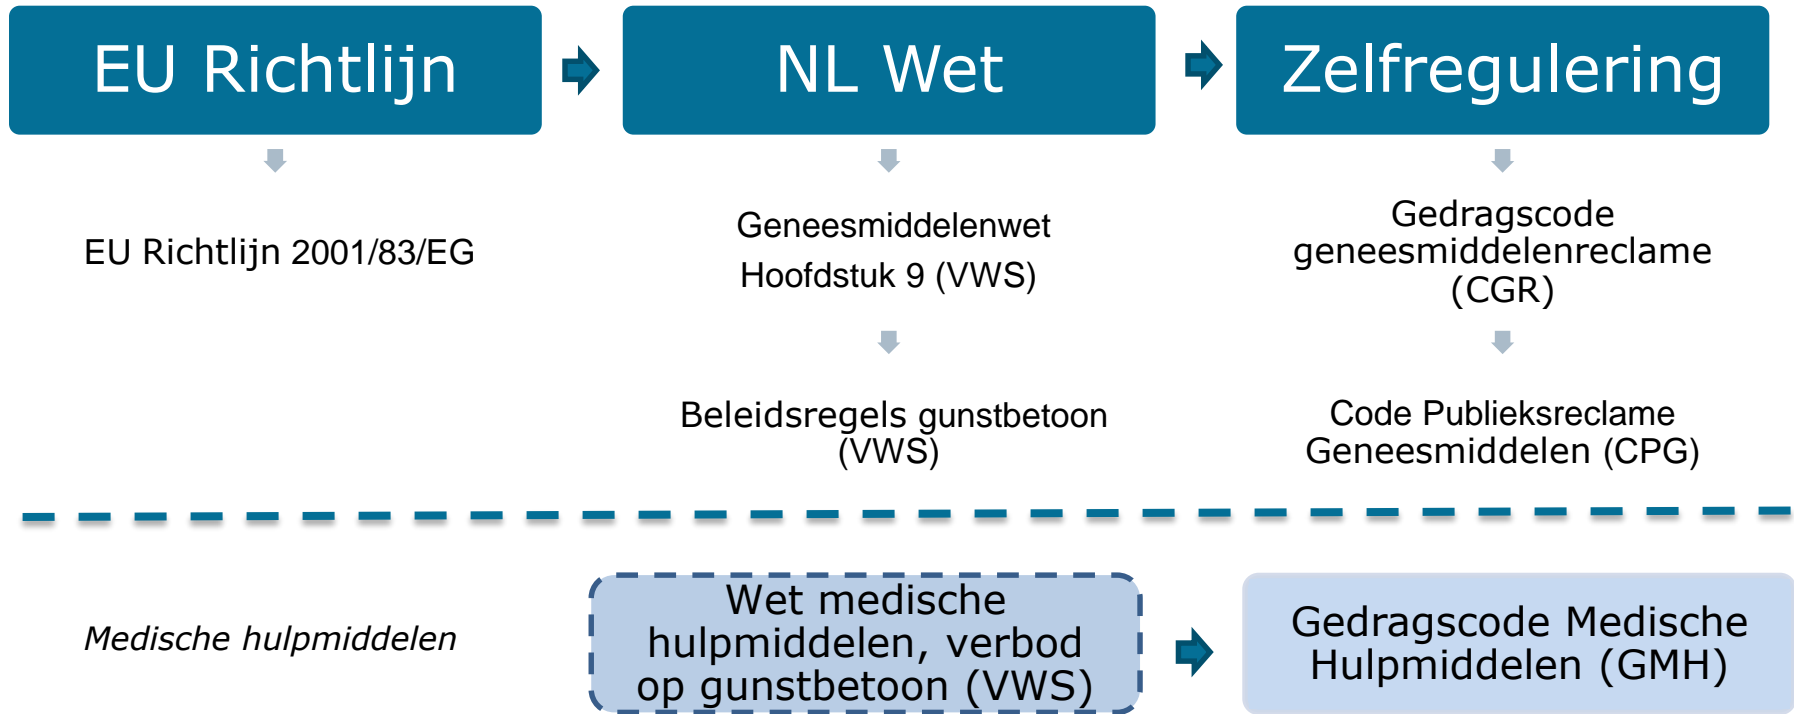 EU Richtlijn
NL Wet
Zelfregulering
EU Richtlijn 2001/83/EG
Geneesmiddelenwet
Hoofdstuk 9 (VWS)
Gedragscode
geneesmiddelenreclame
(CGR)
Beleidsregels gunstbetoon
(VWS)
Code Publieksreclame
Geneesmiddelen (CPG)
Medische hulpmiddelen
Wet medische
hulpmiddelen, verbod
op gunstbetoon (VWS)
Gedragscode Medische
Hulpmiddelen (GMH)